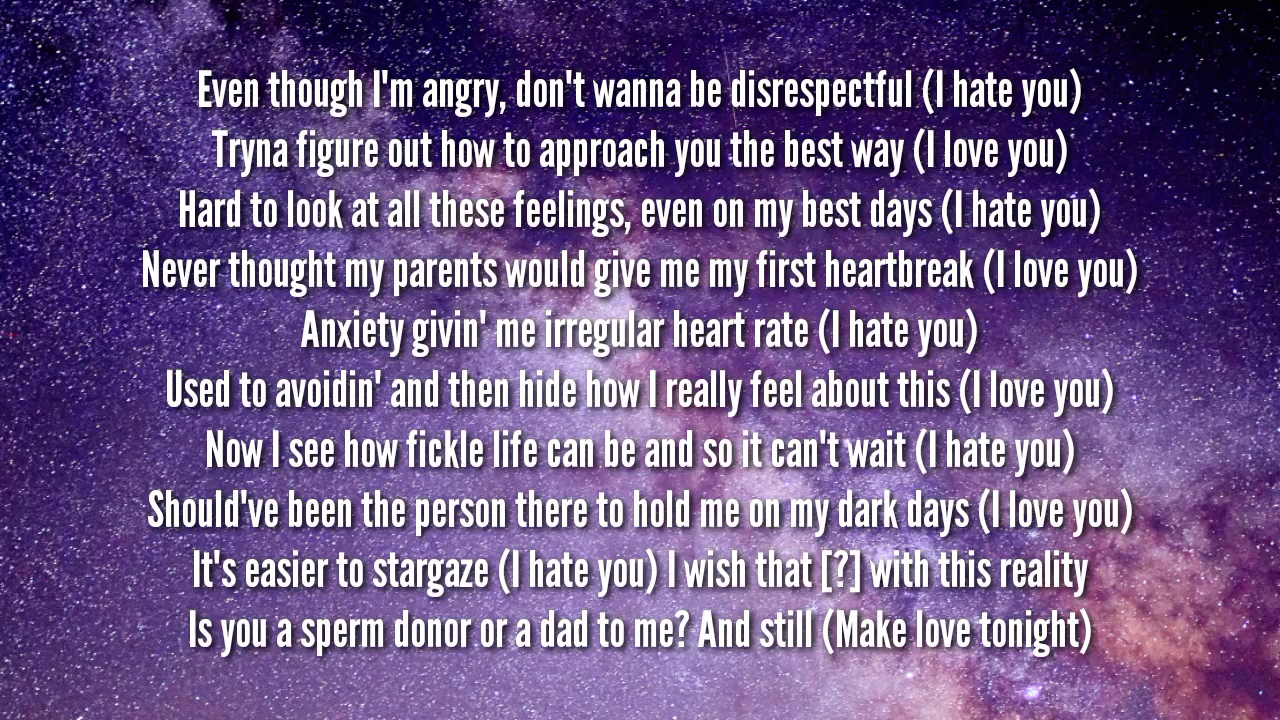 Even though I'm angry, don't wanna be disrespectful (I hate you)
Tryna figure out how to approach you the best way (I love you)
Hard to look at all these feelings, even on my best days (I hate you)
Never thought my parents would give me my first heartbreak (I love you)
Anxiety givin' me irregular heart rate (I hate you)
Used to avoidin' and then hide how I really feel about this (I love you)
Now I see how fickle life can be and so it can't wait (I hate you)
Should've been the person there to hold me on my dark days (I love you)
It's easier to stargaze (I hate you) I wish that [?] with this reality
Is you a sperm donor or a dad to me? And still (Make love tonight)